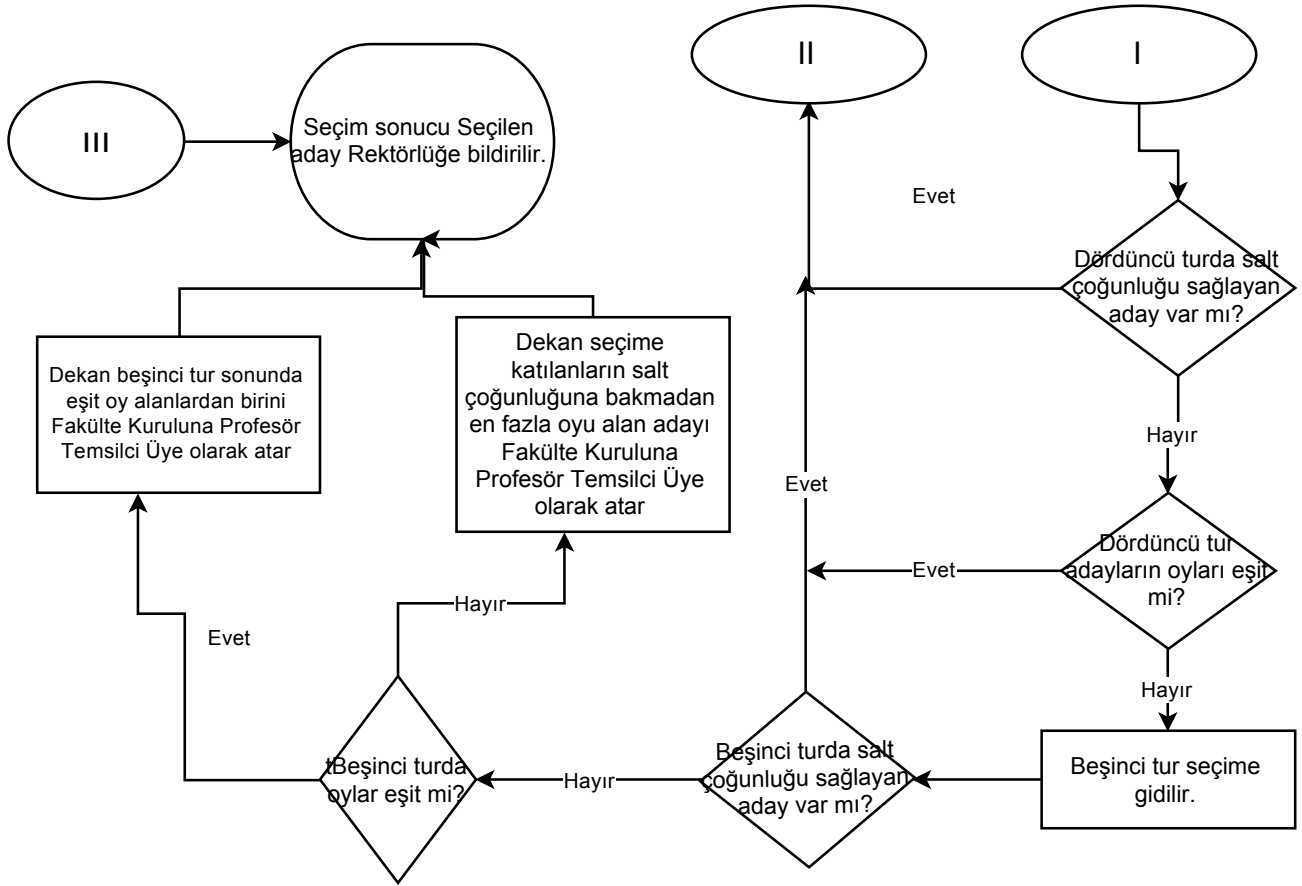 III
Seçim sonucu Seçilen
aday Rektörlüğe bildirilir.
II
I
Evet
Dördüncü turda salt
çoğunluğu sağlayan
aday var mı?
Hayır
Dördüncü tur
adayların oyları eşit
mi?
Evet
Evet
Hayır
Beşinci tur seçime
gidilir.
Beşinci turda salt
çoğunluğu sağlayan
aday var mı?
Hayır
tBeşinci turda
oylar eşit mi?
Evet
Hayır
Dekan beşinci tur sonunda
eşit oy alanlardan birini
Fakülte Kuruluna Profesör
Temsilci Üye olarak atar
Dekan seçime
katılanların salt
çoğunluğuna bakmadan
en fazla oyu alan adayı
Fakülte Kuruluna
Profesör Temsilci Üye
olarak atar